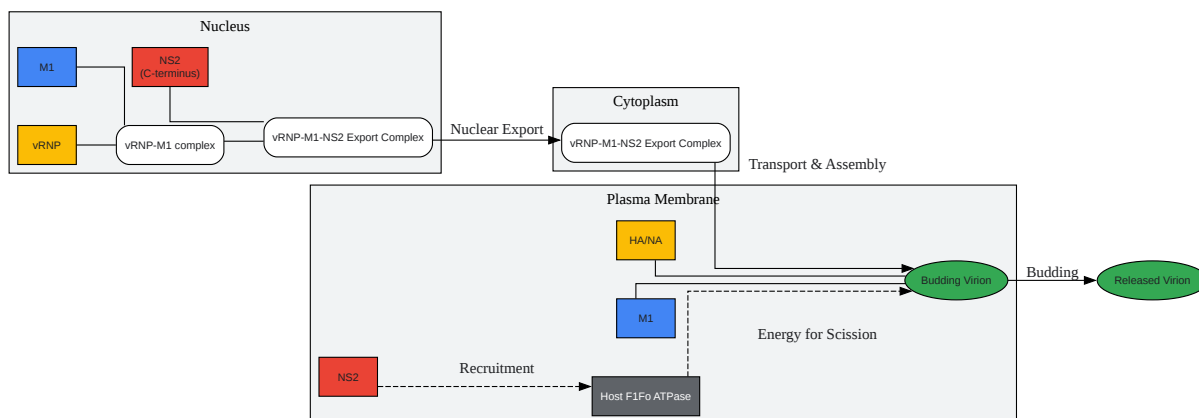 Nucleus
M1
NS2
(C-terminus)
vRNP
vRNP-M1 complex
vRNP-M1-NS2 Export Complex
Nuclear Export
Cytoplasm
vRNP-M1-NS2 Export Complex
Transport & Assembly
Plasma Membrane
HA/NA
Budding Virion
Budding
Released Virion
M1
Energy for Scission
NS2
Recruitment
Host F1Fo ATPase